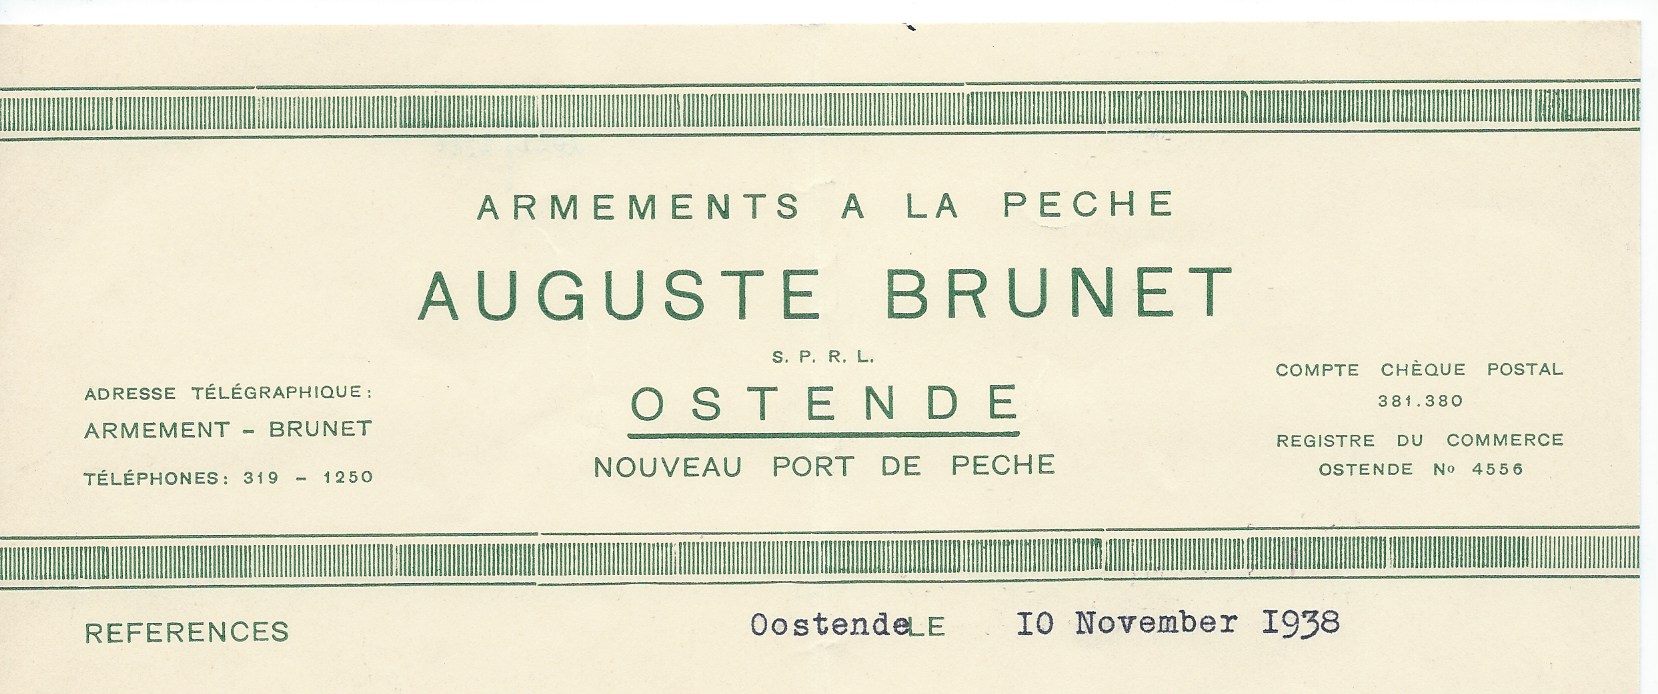 ARMEMENTS A LA PECHE
AUGUSTE BRUNET
S. P. R. L.
OSTENDE
NOUVEAU PORT DE PECHE
ADRESSE TÉLÉGRAPHIQUE:
ARMEMENT – BRUNET
TÉLÉPHONES: 319 – 1250
COMPTE CHÈQUE POSTAL
381.380
REGISTRE DU COMMERCE
OSTENDE No 4556
REFERENCES
Oostende LE 10 November 1938